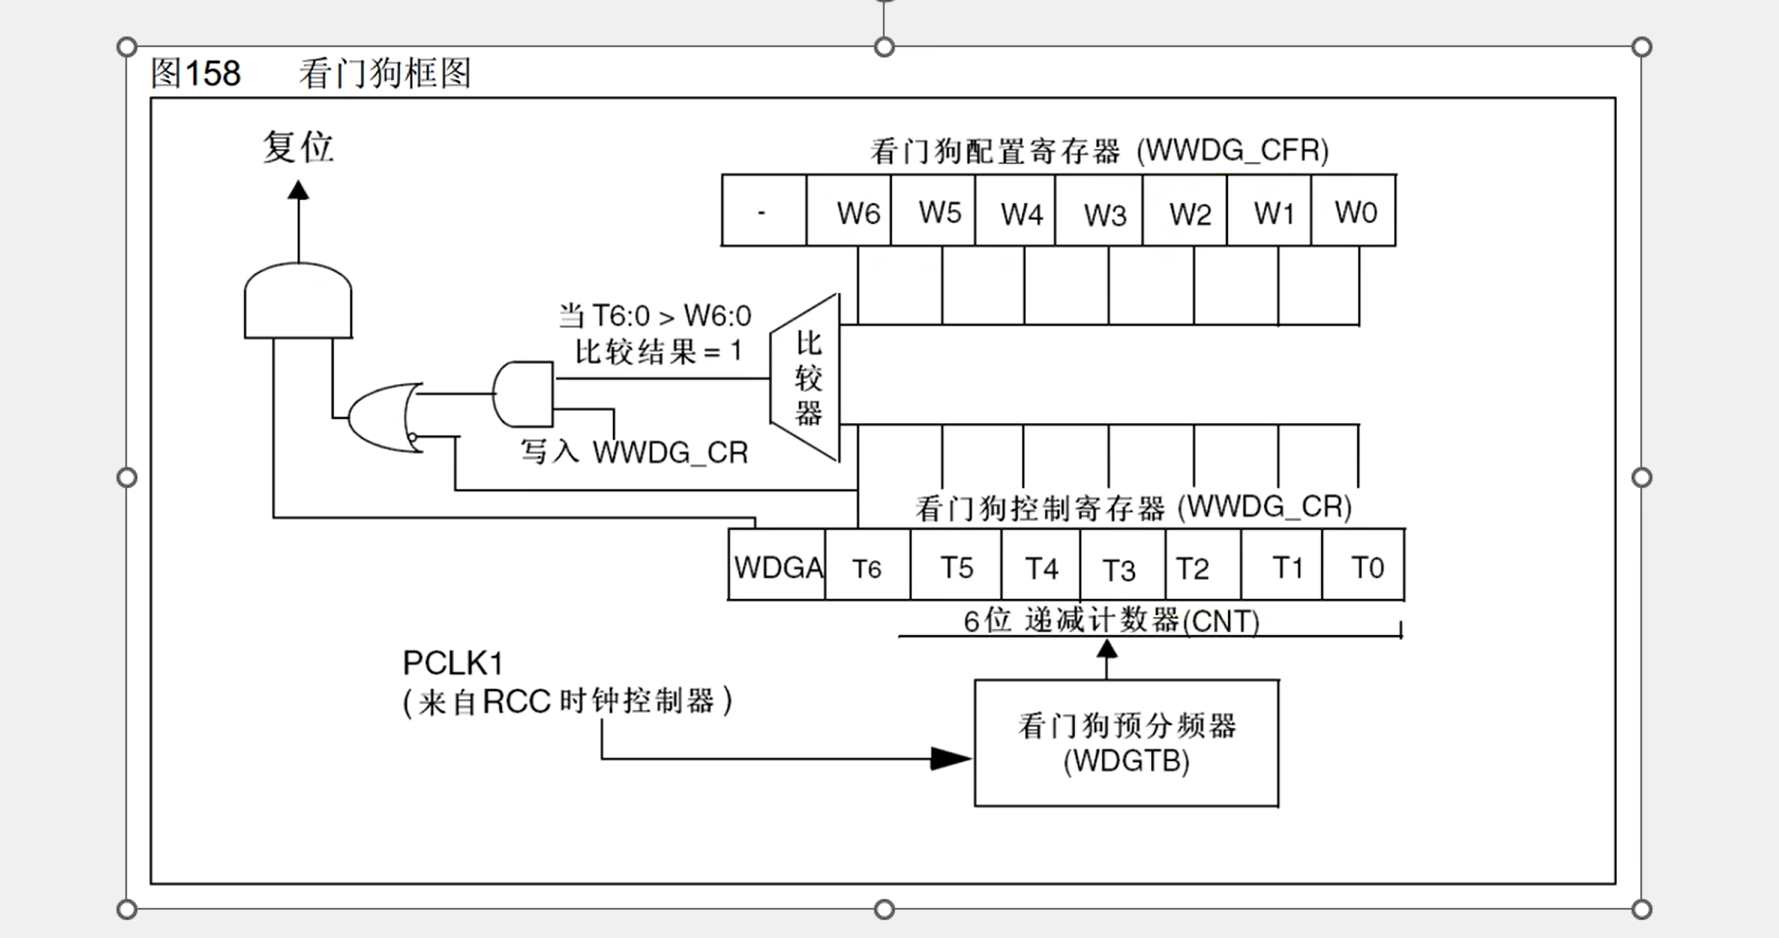 图158 看门狗框图
复位
看门狗配置寄存器 (WWDG_CFR)
- W6 W5 W4 W3 W2 W1 W0
当 T6:0 > W6:0
比较结果 = 1
比较器
写入 WWDG_CR
看门狗控制寄存器 (WWDG_CR)
WDGA T6 T5 T4 T3 T2 T1 T0
6位 递减计数器(CNT)
PCLK1
(来自RCC 时钟控制器)
看门狗预分频器
(WDGTB)